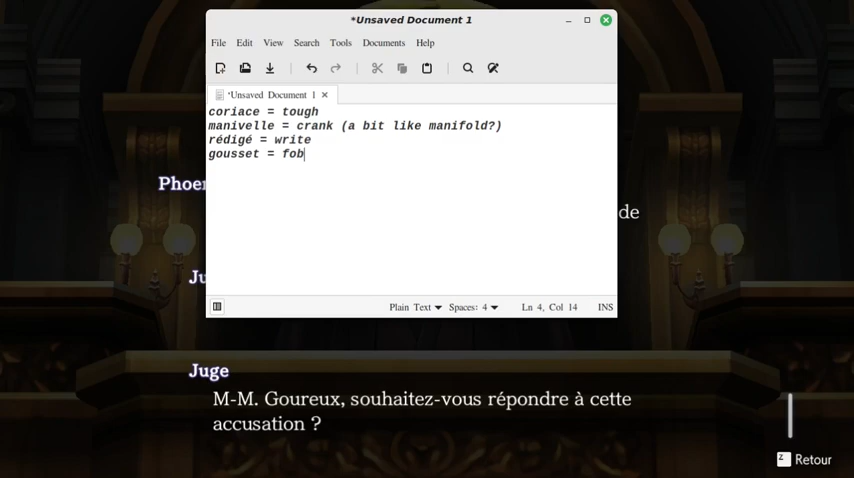 *Unsaved Document 1
File Edit View Search Tools Documents Help
*Unsaved Document 1
coriace = tough
manivelle = crank (a bit like manifold?)
rédigé = write
gousset = fob
Plain Text Spaces: 4 Ln 4, Col 14 INS
Phoe
de
Ju
Juge
M-M. Goureux, souhaitez-vous répondre à cette
accusation ?
Z Retour